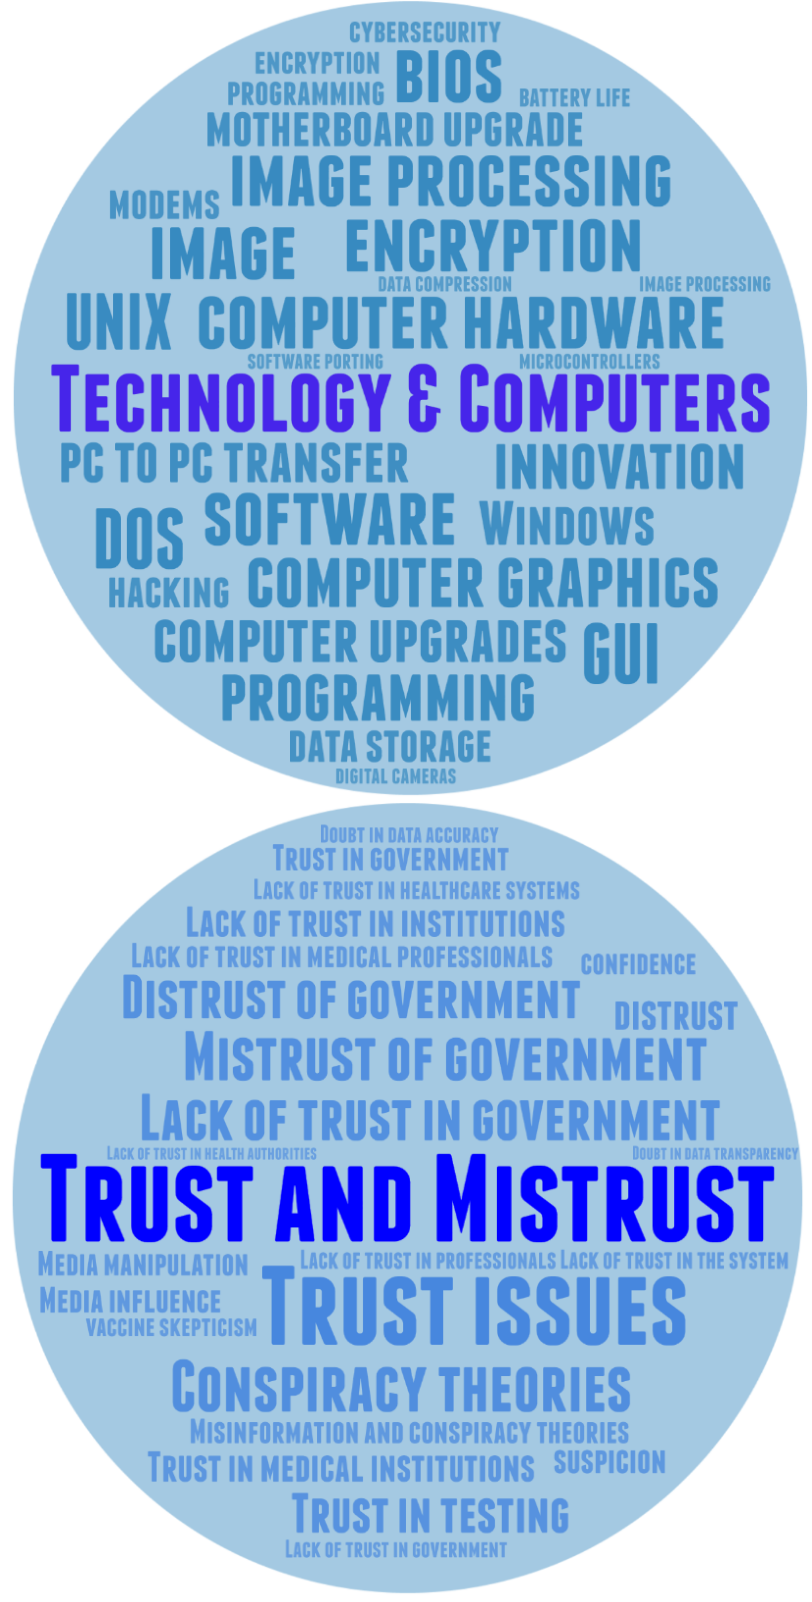 CYBERSECURITY
ENCRYPTION BIOS
PROGRAMMING BATTERY LIFE
MOTHERBOARD UPGRADE
IMAGE PROCESSING
MODEMS
IMAGE ENCRYPTION
DATA COMPRESSION IMAGE PROCESSING
UNIX COMPUTER HARDWARE
SOFTWARE PORTING MICROCONTROLLERS
TECHNOLOGY & COMPUTERS
PC TO PC TRANSFER INNOVATION
DOS SOFTWARE WINDOWS
HACKING COMPUTER GRAPHICS
COMPUTER UPGRADES GUI
PROGRAMMING
DATA STORAGE
DIGITAL CAMERAS
DOUBT IN DATA ACCURACY
TRUST IN GOVERNMENT
LACK OF TRUST IN HEALTHCARE SYSTEMS
LACK OF TRUST IN INSTITUTIONS
LACK OF TRUST IN MEDICAL PROFESSIONALS CONFIDENCE
DISTRUST OF GOVERNMENT DISTRUST
MISTRUST OF GOVERNMENT
LACK OF TRUST IN GOVERNMENT
LACK OF TRUST IN HEALTH AUTHORITIES DOUBT IN DATA TRANSPARENCY
TRUST AND MISTRUST
MEDIA MANIPULATION LACK OF TRUST IN PROFESSIONALS LACK OF TRUST IN THE SYSTEM
MEDIA INFLUENCE TRUST ISSUES
VACCINE SKEPTICISM
CONSPIRACY THEORIES
MISINFORMATION AND CONSPIRACY THEORIES
TRUST IN MEDICAL INSTITUTIONS SUSPICION
TRUST IN TESTING
LACK OF TRUST IN GOVERNMENT